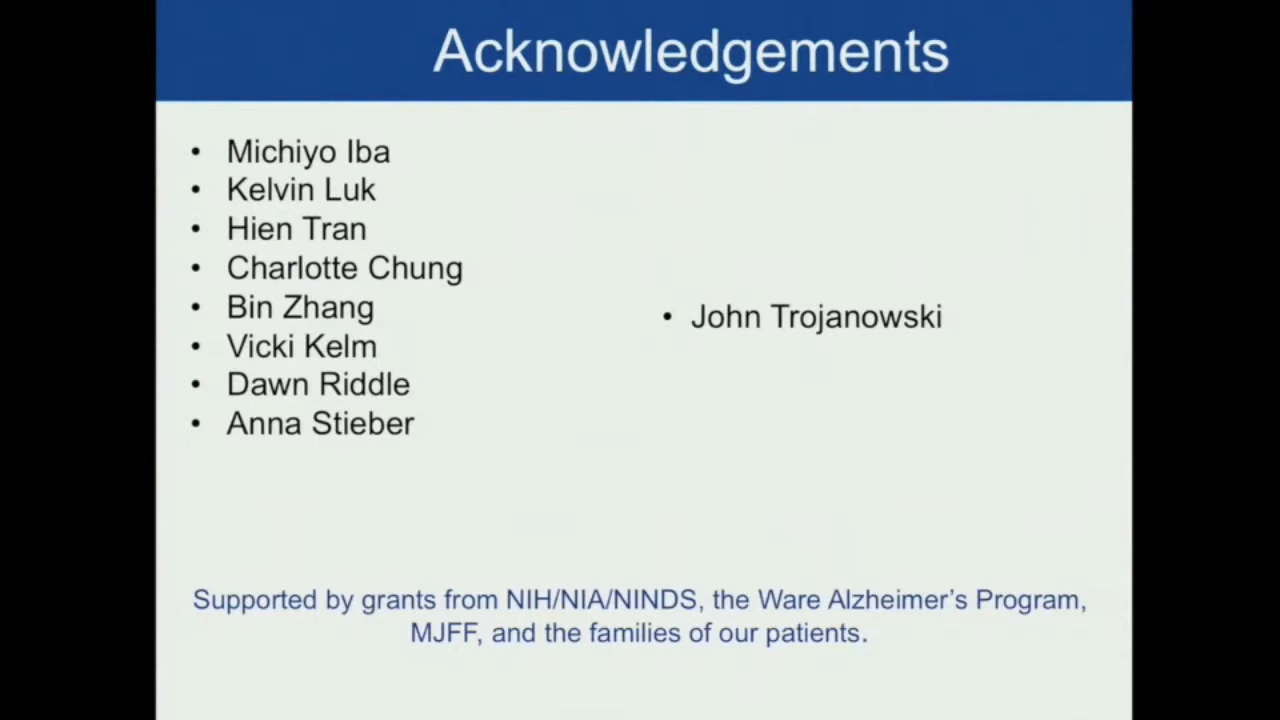 Acknowledgements
• Michiyo Iba
• Kelvin Luk
• Hien Tran
• Charlotte Chung
• Bin Zhang
• Vicki Kelm
• Dawn Riddle
• Anna Stieber
• John Trojanowski
Supported by grants from NIH/NIA/NINDS, the Ware Alzheimer’s Program,
MJFF, and the families of our patients.